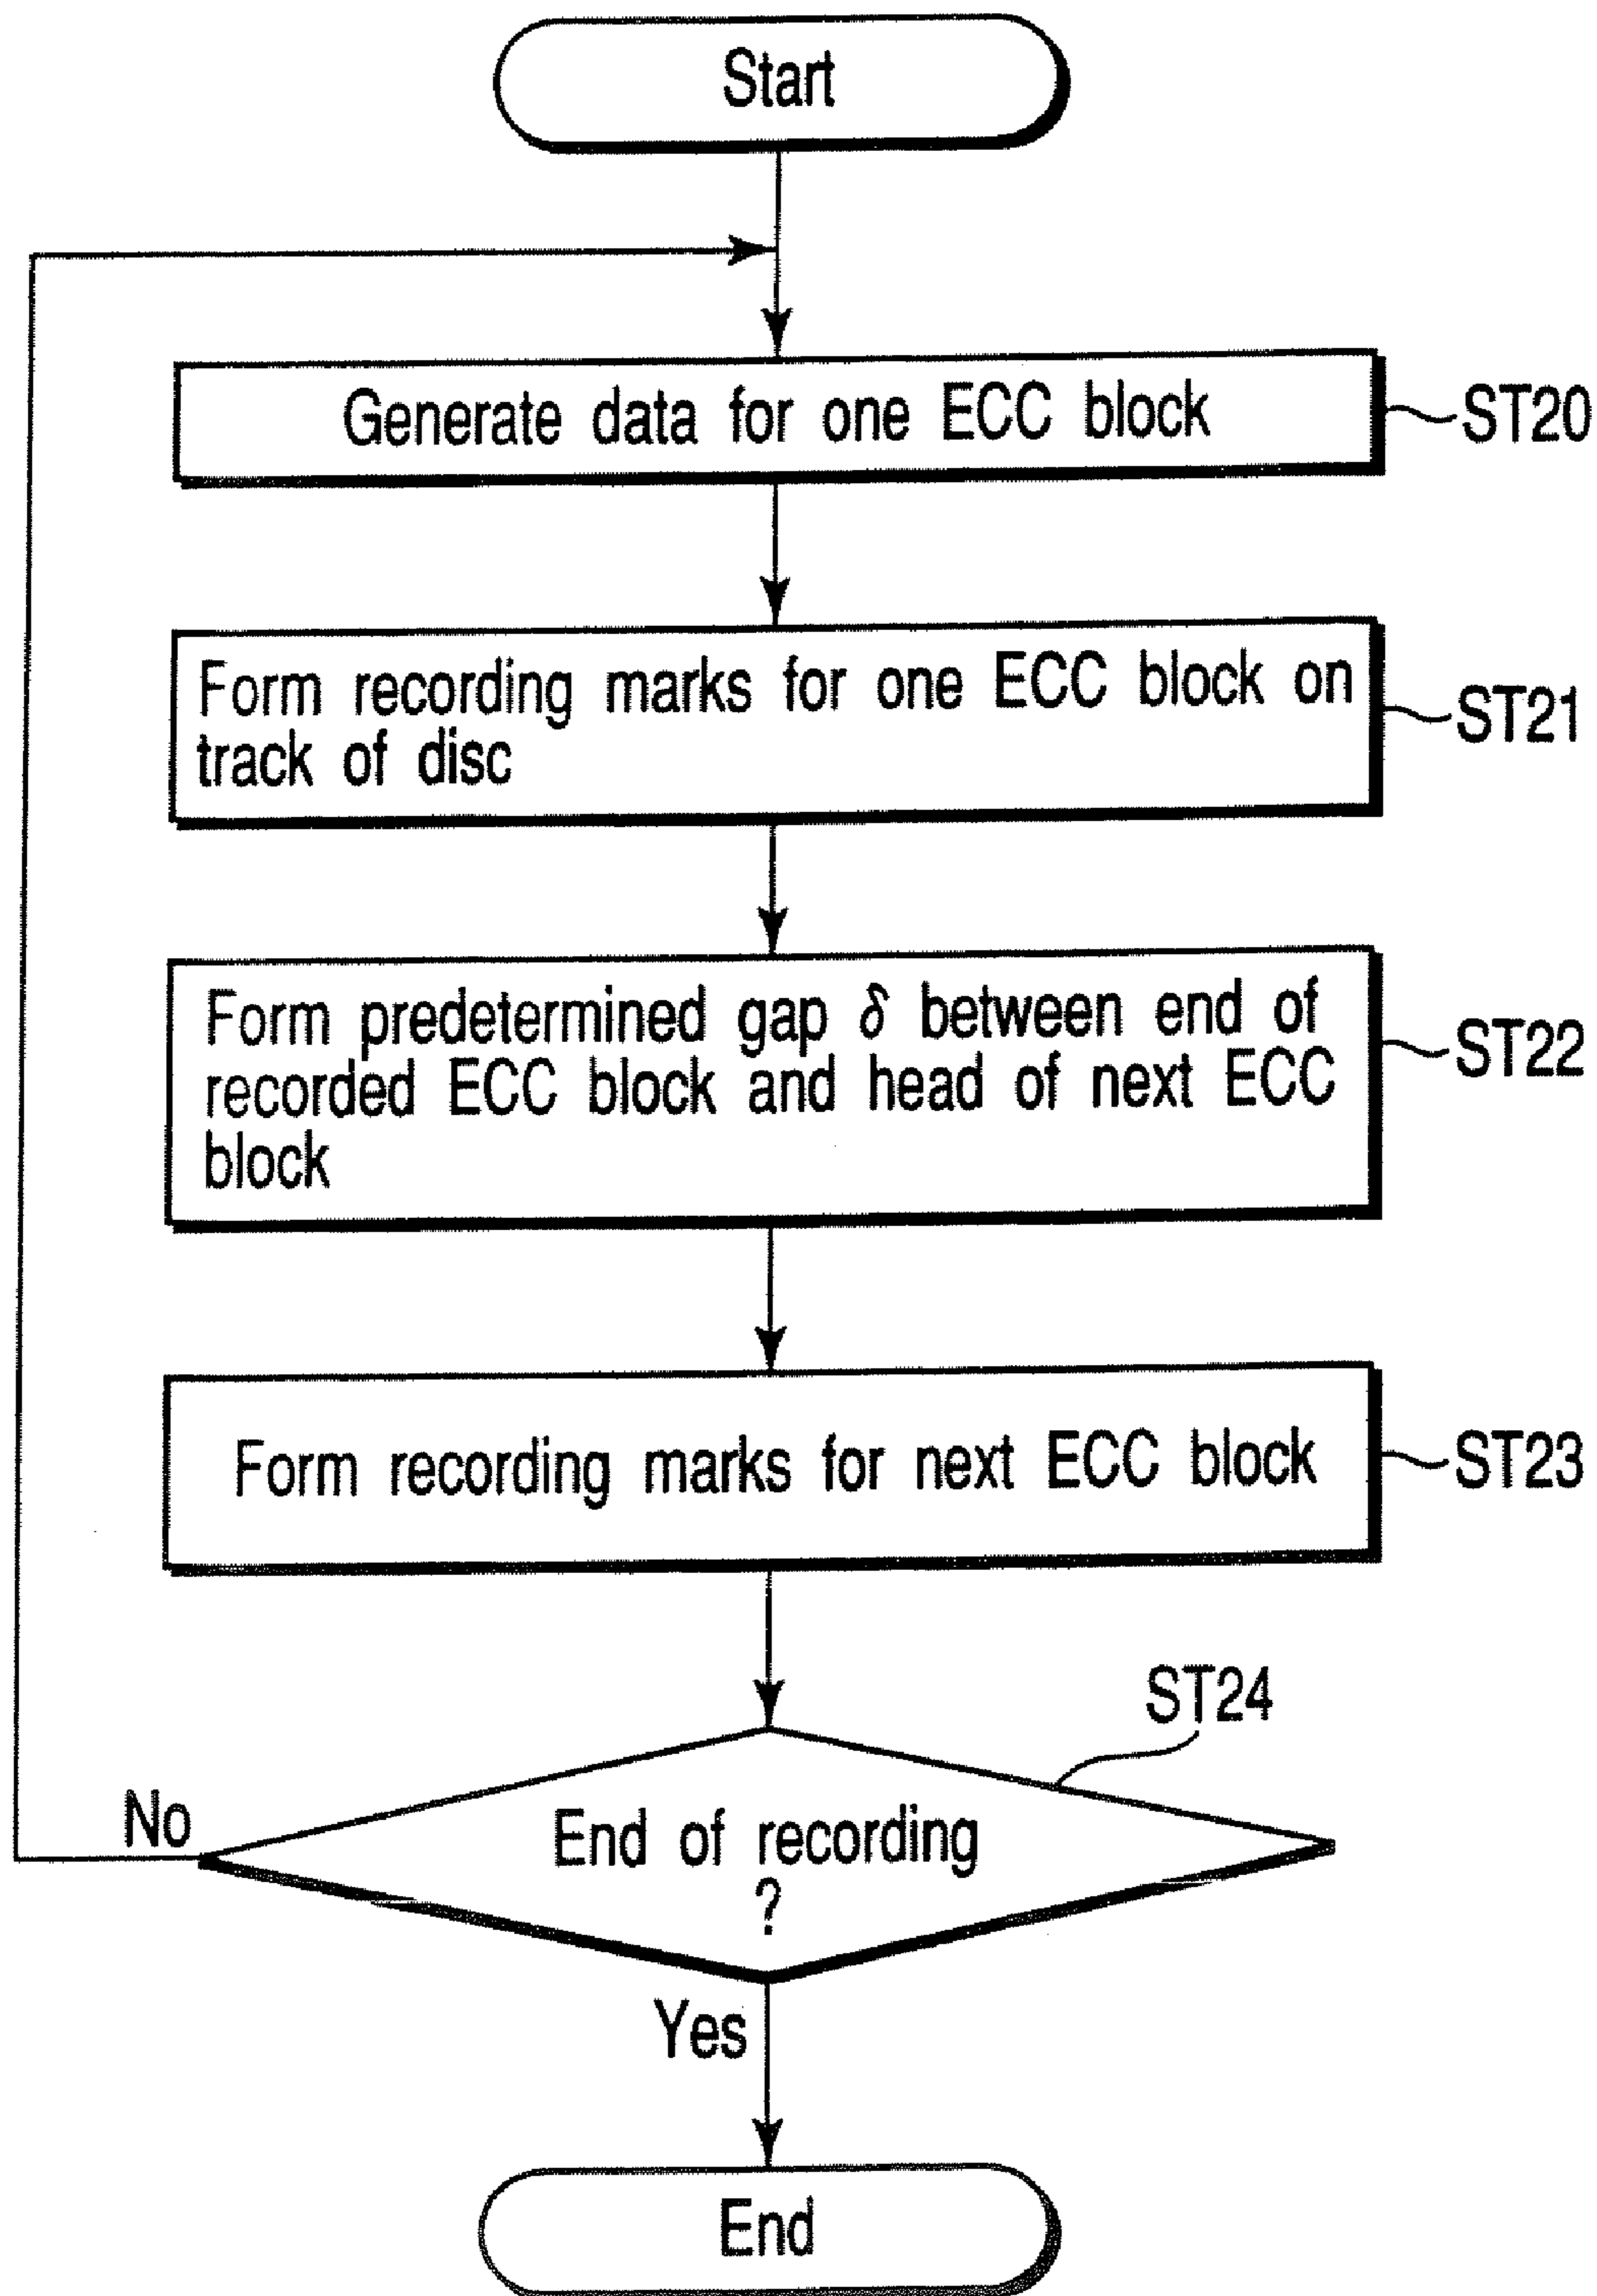 Start
Generate data for one ECC block
ST20
Form recording marks for one ECC block on
track of disc
ST21
Form predetermined gap δ between end of
recorded ECC block and head of next ECC
block
ST22
Form recording marks for next ECC block
ST23
ST24
No
End of recording
?
Yes
End